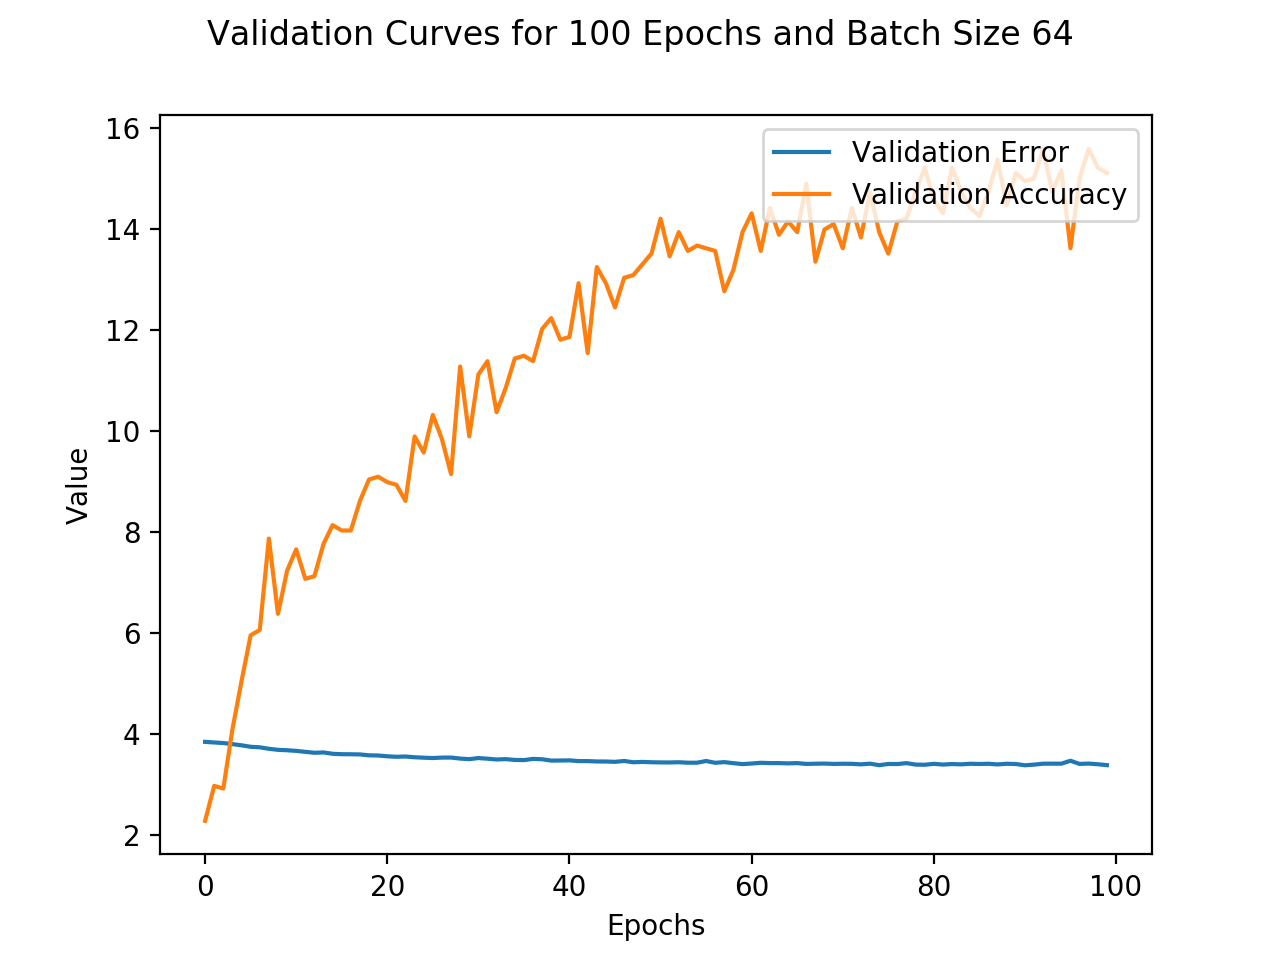 Validation Curves for 100 Epochs and Batch Size 64
16
14
12
10
8
6
4
2
Value
Validation Error
Validation Accuracy
0 20 40 60 80 100
Epochs